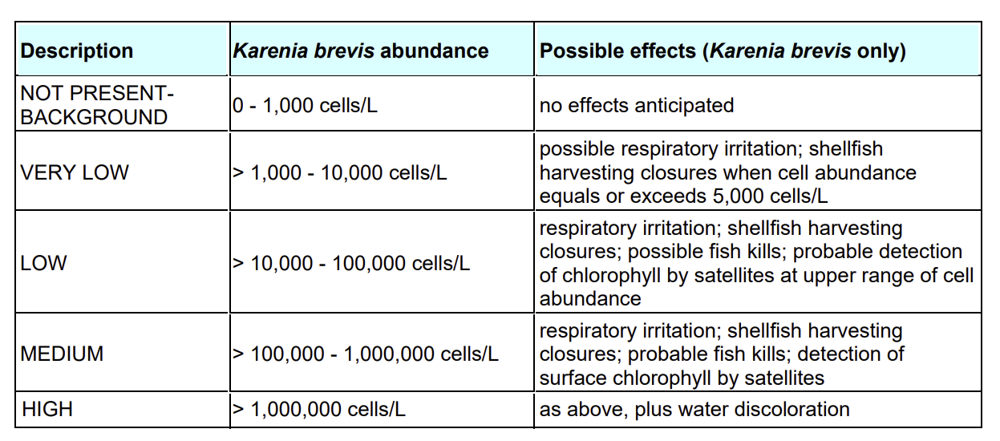 Description
Karenia brevis abundance
Possible effects (Karenia brevis only)
NOT PRESENT-
BACKGROUND
0 - 1,000 cells/L
no effects anticipated
VERY LOW
> 1,000 - 10,000 cells/L
possible respiratory irritation; shellfish
harvesting closures when cell abundance
equals or exceeds 5,000 cells/L
LOW
> 10,000 - 100,000 cells/L
respiratory irritation; shellfish harvesting
closures; possible fish kills; probable detection
of chlorophyll by satellites at upper range of cell
abundance
MEDIUM
> 100,000 - 1,000,000 cells/L
respiratory irritation; shellfish harvesting
closures; probable fish kills; detection of
surface chlorophyll by satellites
HIGH
> 1,000,000 cells/L
as above, plus water discoloration